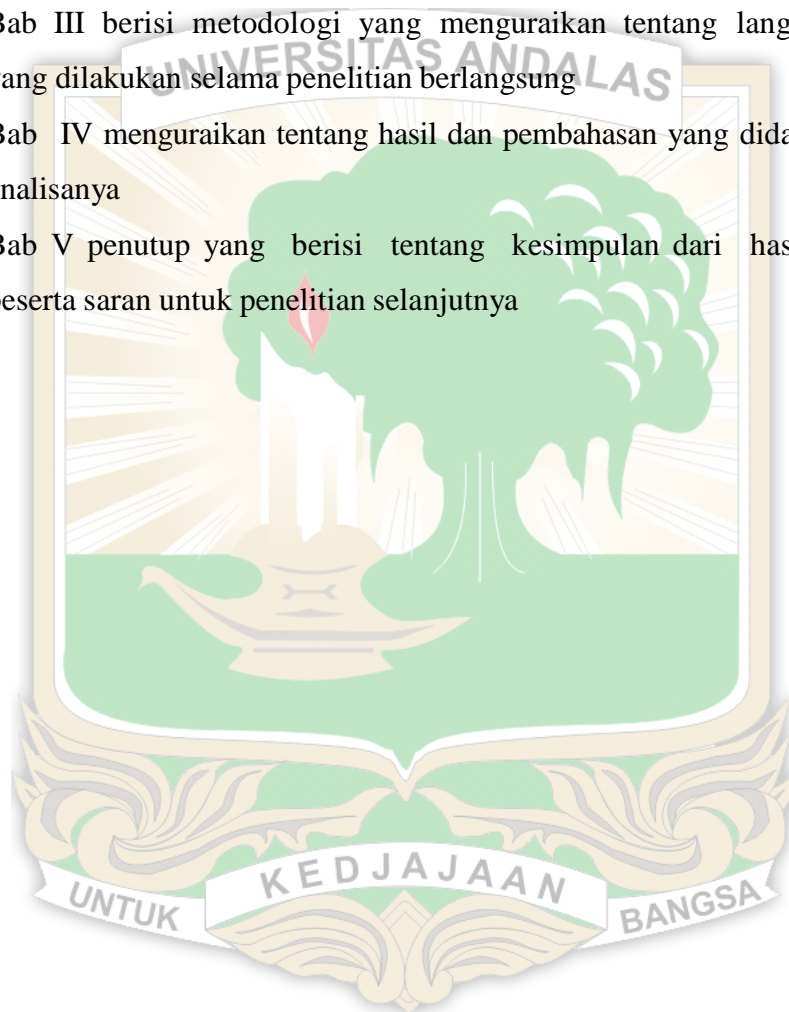 Bab III berisi metodologi yang menguraikan tentang lang
yang dilakukan selama penelitian berlangsung
Bab IV menguraikan tentang hasil dan pembahasan yang dida
nalisanya
Bab V penutup yang berisi tentang kesimpulan dari has
beserta saran untuk penelitian selanjutnya
UNIVERSITAS ANDALAS
UNTUK KEDJAJAAN BANGSA